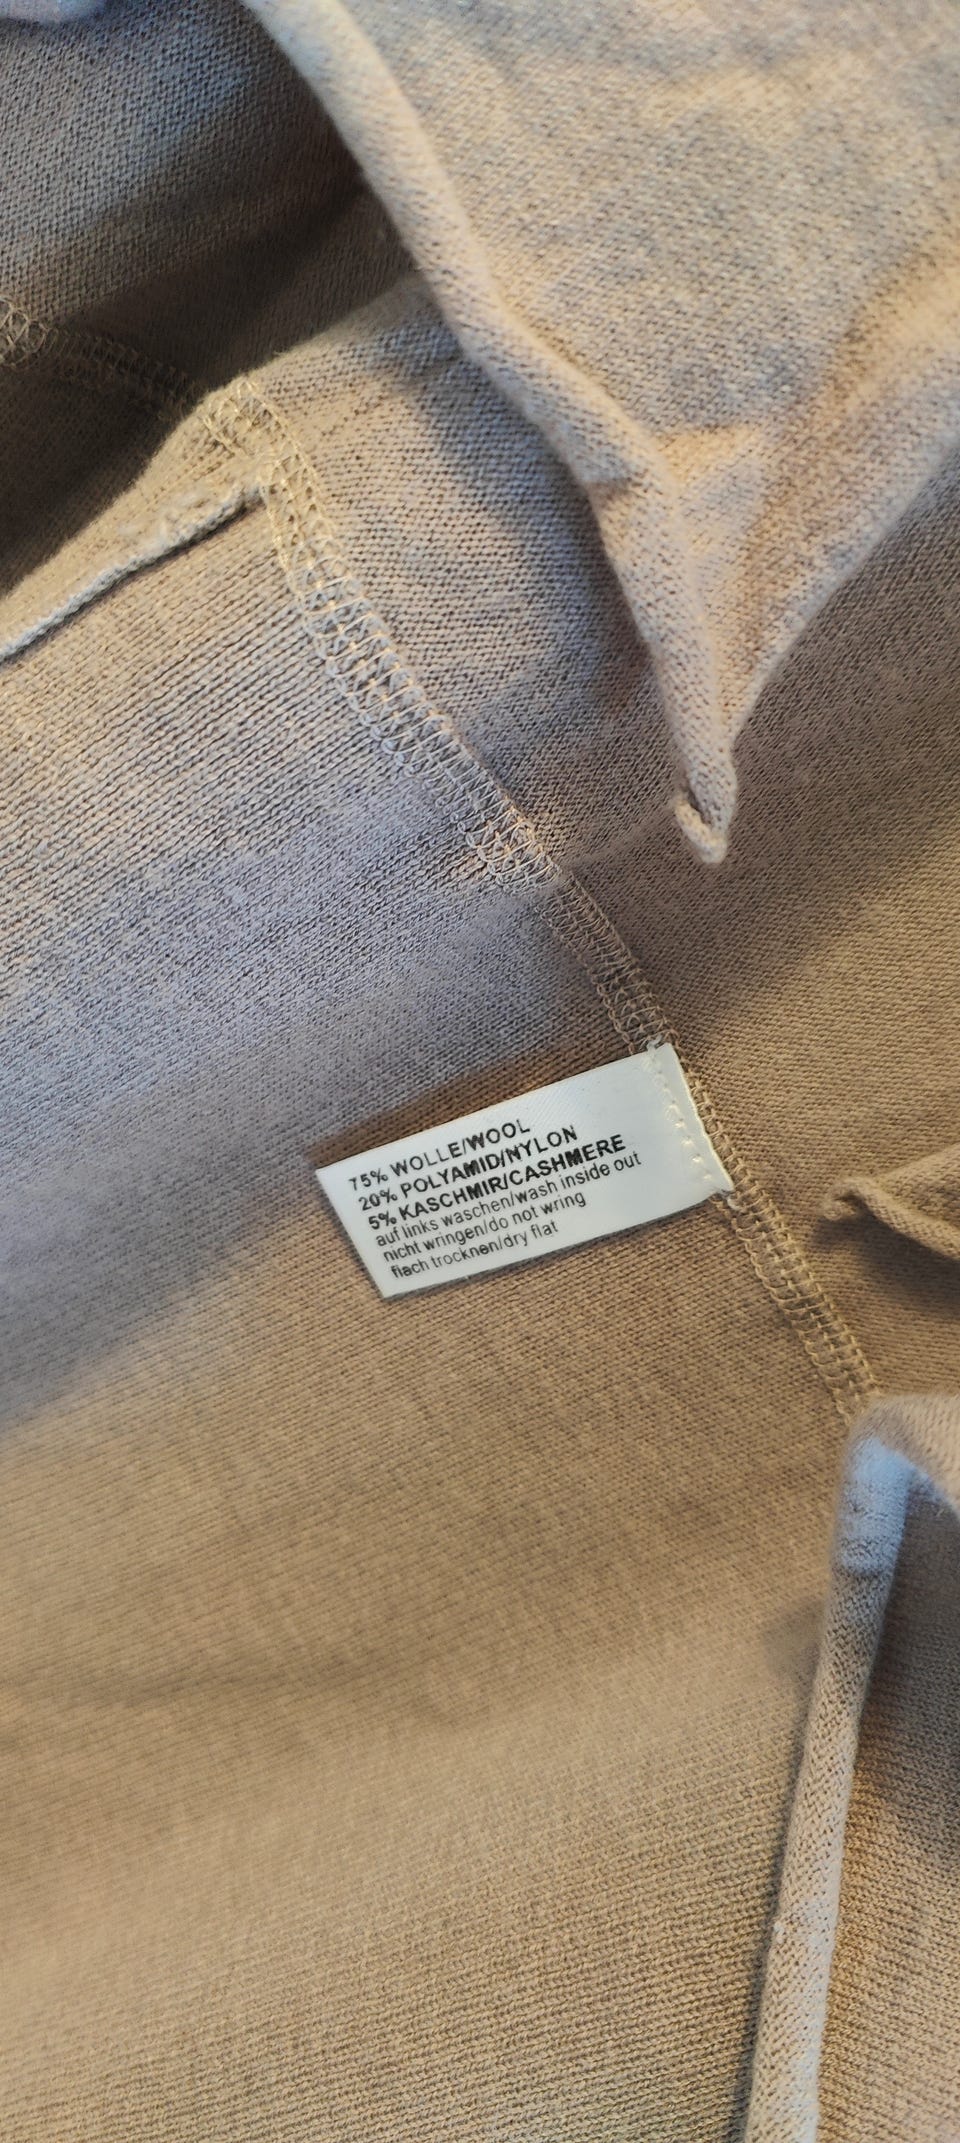 75% WOLLE/WOOL
20% POLYAMID/NYLON
5% KASCHMIR/CASHMERE
auf links waschen/wash inside out
nicht wringen/do not wring
flach trocknen/dry flat